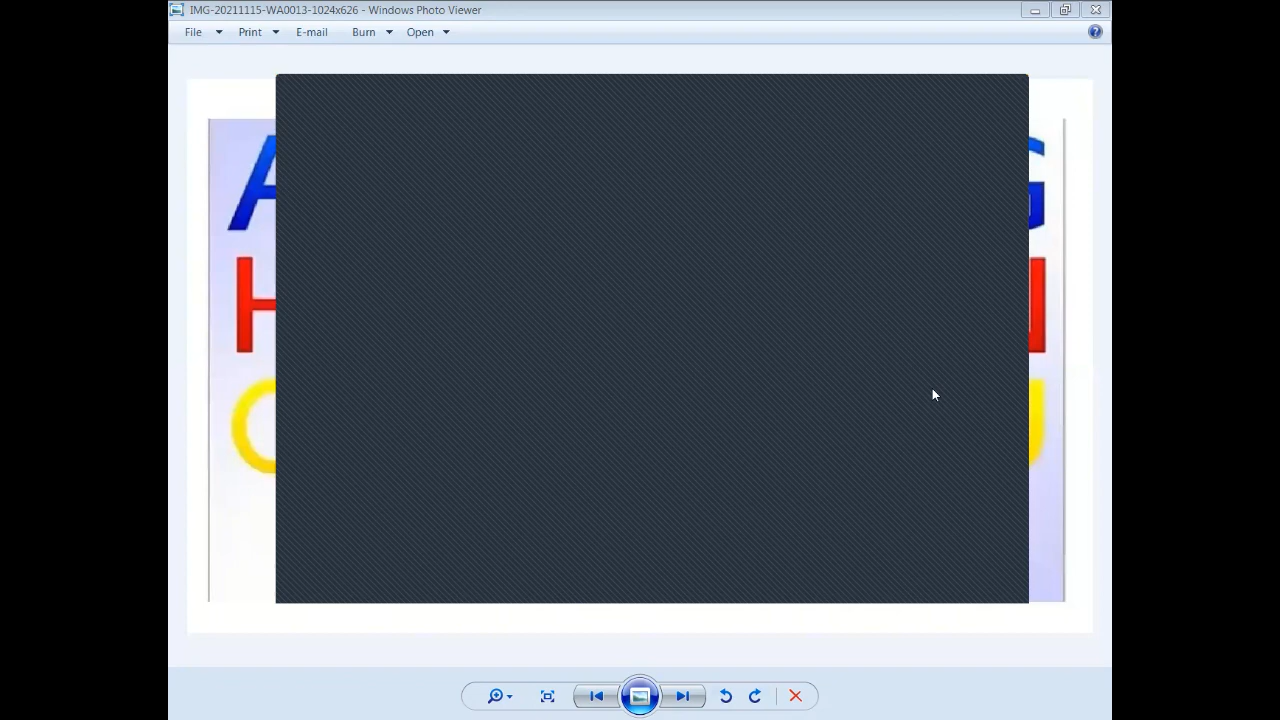 IMG-20211115-WA0013-1024x626 - Windows Photo Viewer
File Print E-mail Burn Open
A G
H
O U